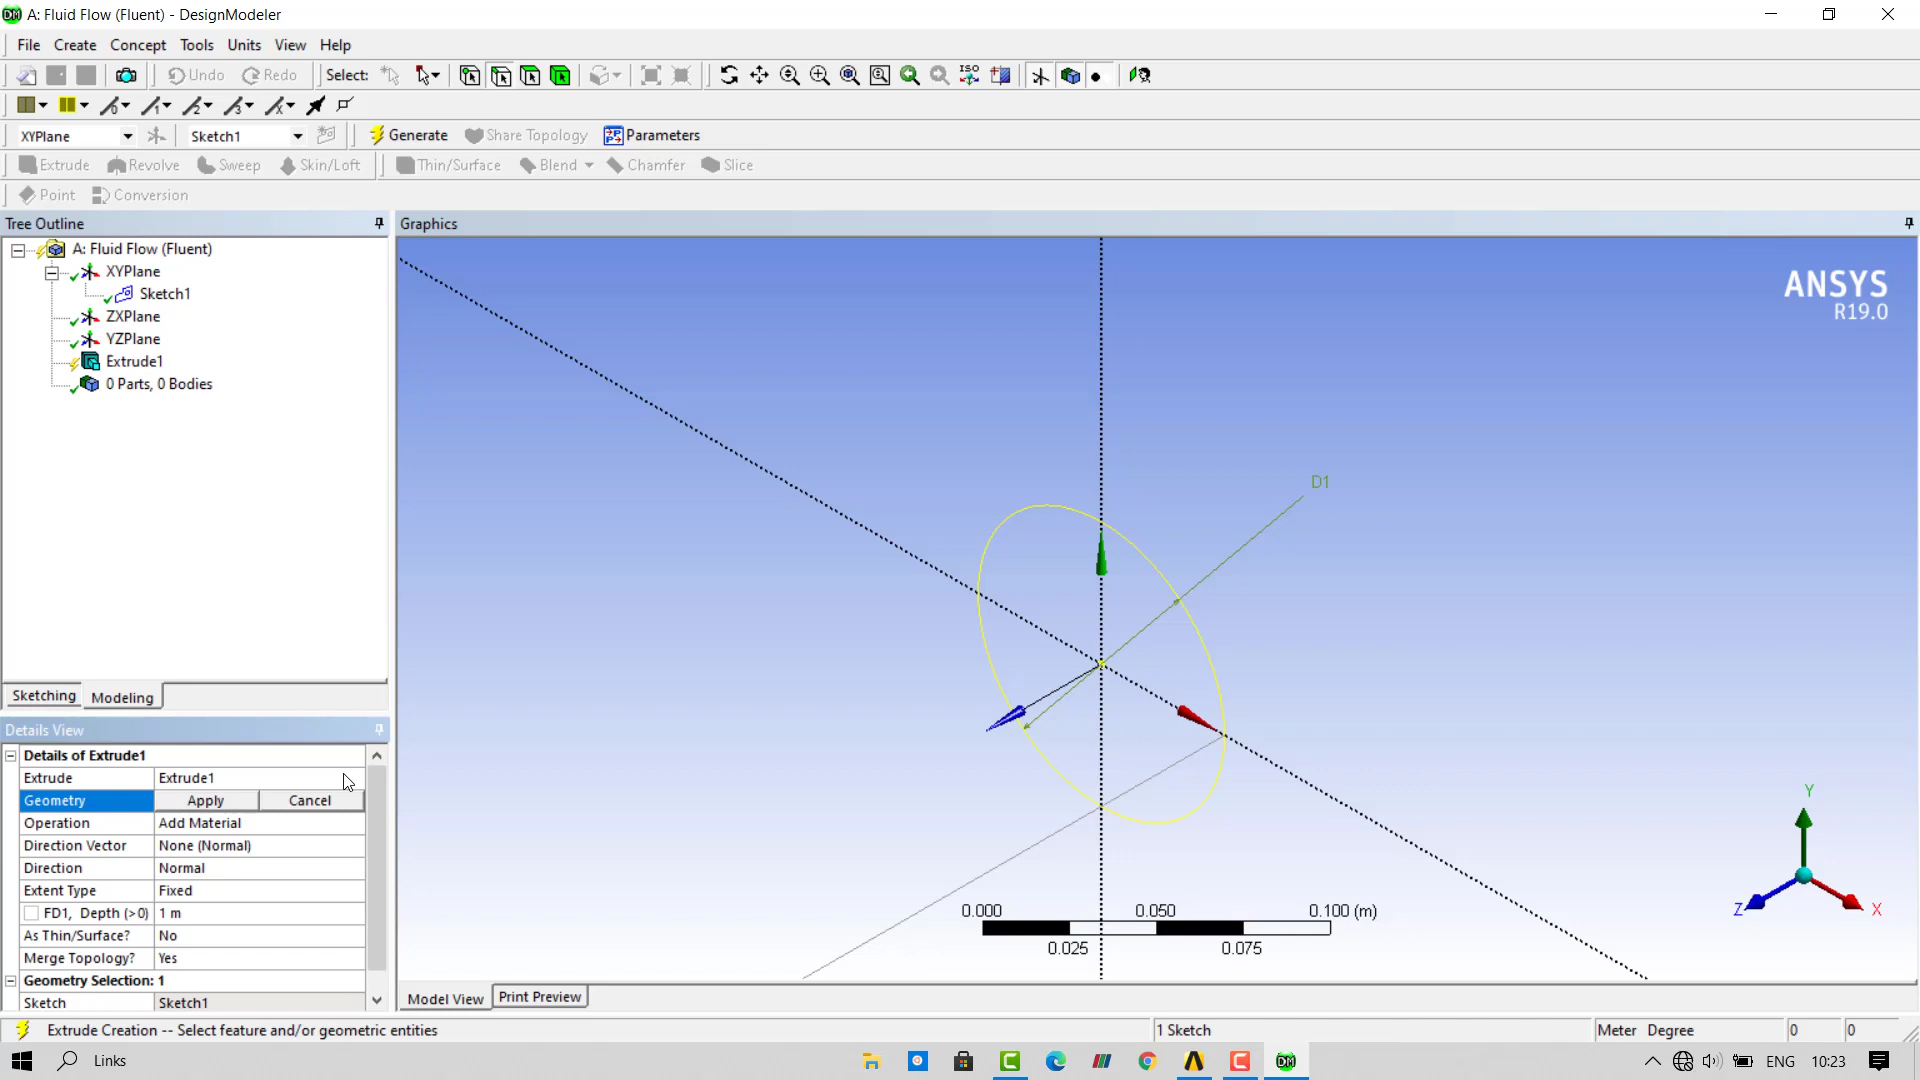 A: Fluid Flow (Fluent) - DesignModeler
File Create Concept Tools Units View Help
Undo Redo Select: ISO
XYPlane Sketch1 Generate Share Topology Parameters
Extrude Revolve Sweep Skin/Loft Thin/Surface Blend Chamfer Slice
Point Conversion
Tree Outline
Graphics
A: Fluid Flow (Fluent)
XYPlane
Sketch1
ZXPlane
YZPlane
Extrude1
0 Parts, 0 Bodies
ANSYS
R19.0
D1
Sketching Modeling
Details View
Details of Extrude1
Extrude Extrude1
Geometry Apply Cancel
Operation Add Material
Direction Vector None (Normal)
Direction Normal
Extent Type Fixed
FD1, Depth (>0) 1 m
As Thin/Surface? No
Merge Topology? Yes
Geometry Selection: 1
Sketch Sketch1
0.000 0.050 0.100 (m)
0.025 0.075
Y
Z X
Model View Print Preview
Extrude Creation -- Select feature and/or geometric entities 1 Sketch Meter Degree 0 0
Links ENG 10:23